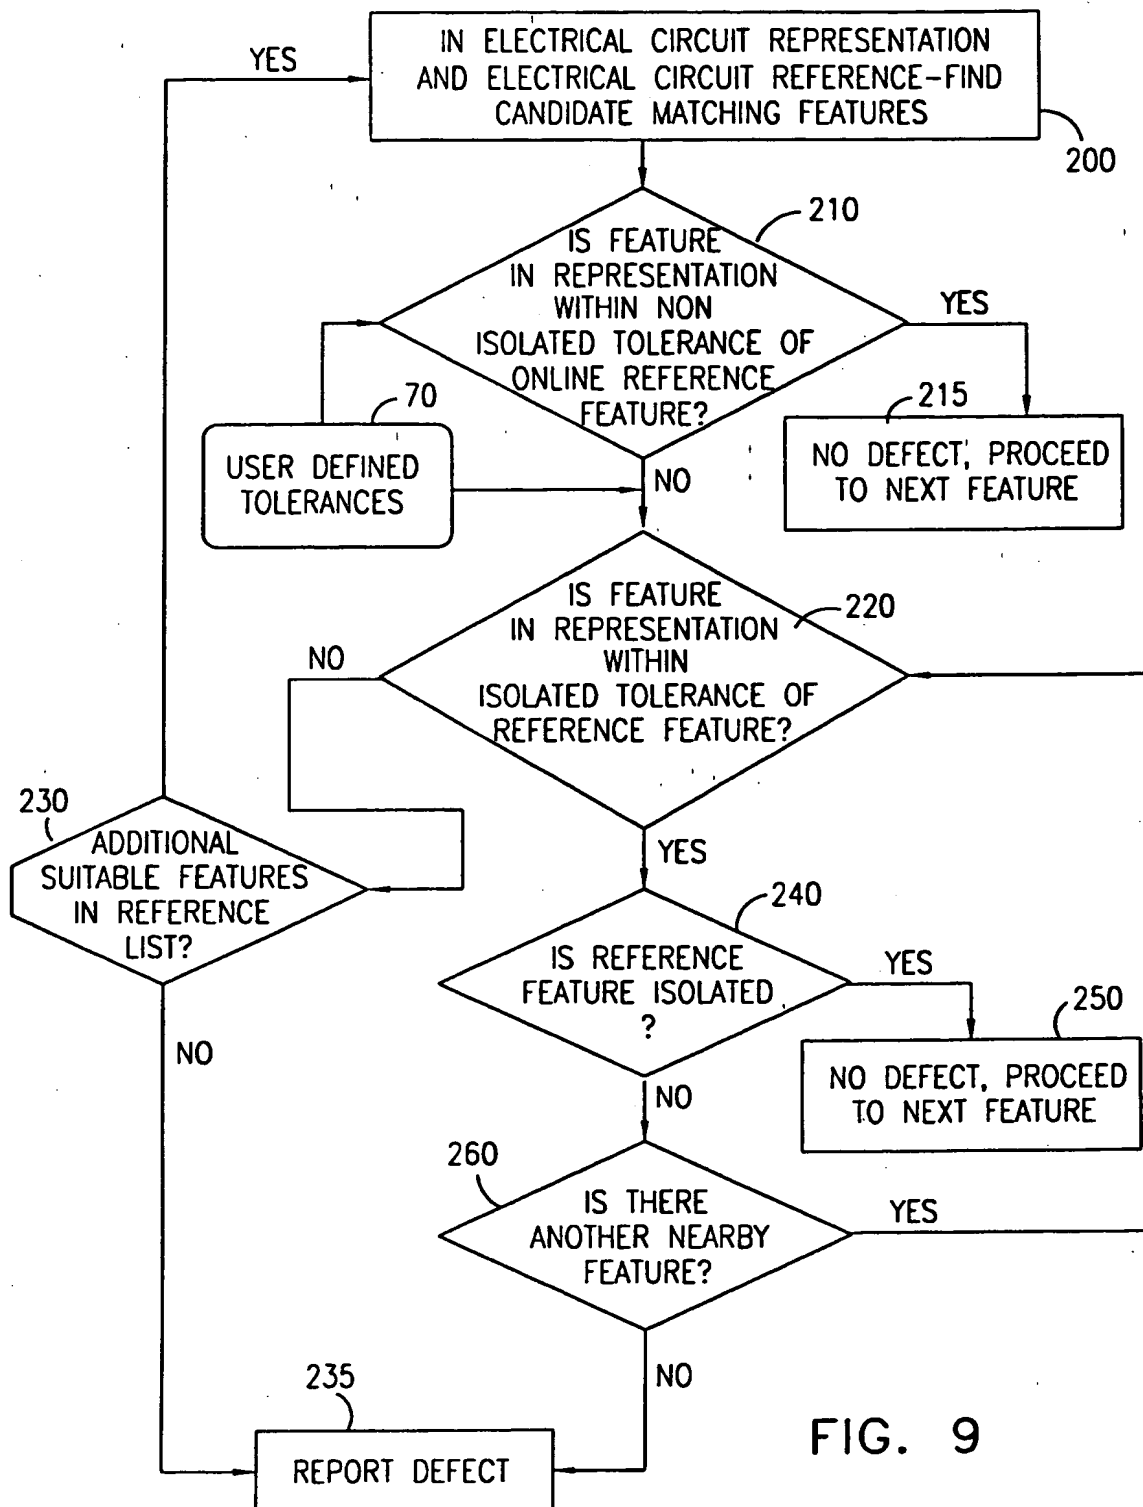 YES
IN ELECTRICAL CIRCUIT REPRESENTATION
AND ELECTRICAL CIRCUIT REFERENCE-FIND
CANDIDATE MATCHING FEATURES
200
210
IS FEATURE
IN REPRESENTATION
WITHIN NON
ISOLATED TOLERANCE OF
ONLINE REFERENCE
FEATURE?
YES
70
USER DEFINED
TOLERANCES
NO
215
NO DEFECT, PROCEED
TO NEXT FEATURE
220
IS FEATURE
IN REPRESENTATION
WITHIN
ISOLATED TOLERANCE OF
REFERENCE FEATURE?
NO
YES
230
ADDITIONAL
SUITABLE FEATURES
IN REFERENCE
LIST?
NO
240
IS REFERENCE
FEATURE ISOLATED
?
YES
250
NO DEFECT, PROCEED
TO NEXT FEATURE
NO
260
IS THERE
ANOTHER NEARBY
FEATURE?
YES
NO
235
REPORT DEFECT
FIG. 9